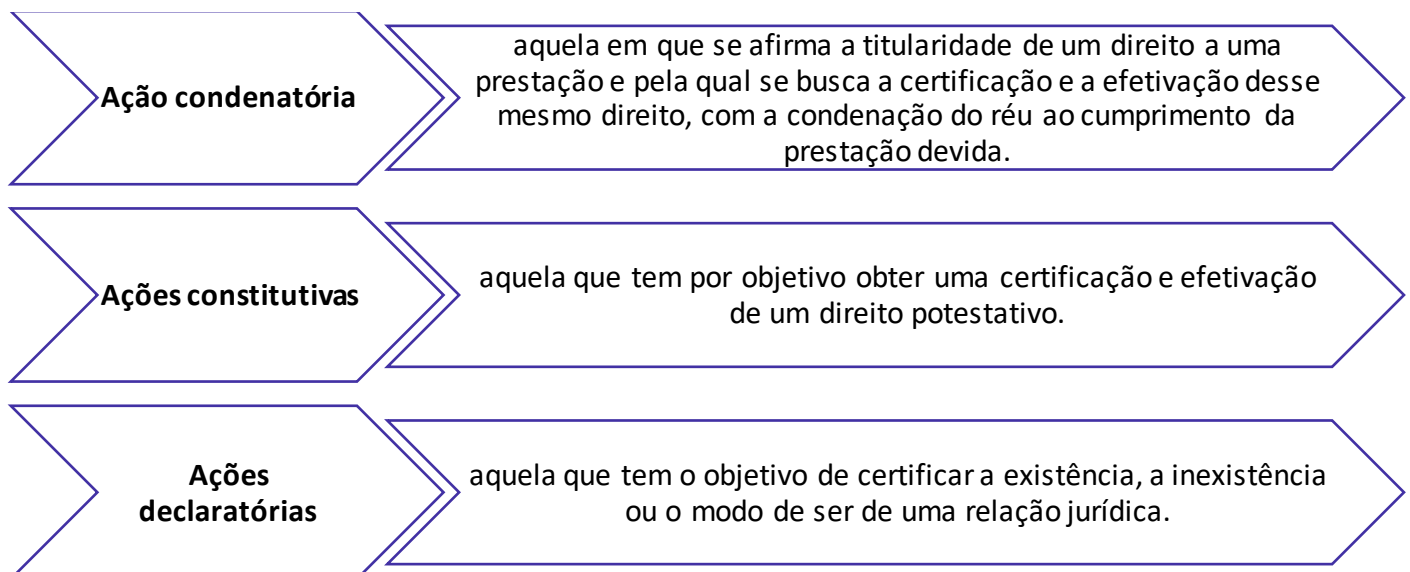 Ação condenatória
aquela em que se afirma a titularidade de um direito a uma
prestação e pela qual se busca a certificação e a efetivação desse
mesmo direito, com a condenação do réu ao cumprimento da
prestação devida.
Ações constitutivas
aquela que tem por objetivo obter uma certificação e efetivação
de um direito potestativo.
Ações
declaratórias
aquela que tem o objetivo de certificar a existência, a inexistência
ou o modo de ser de uma relação jurídica.